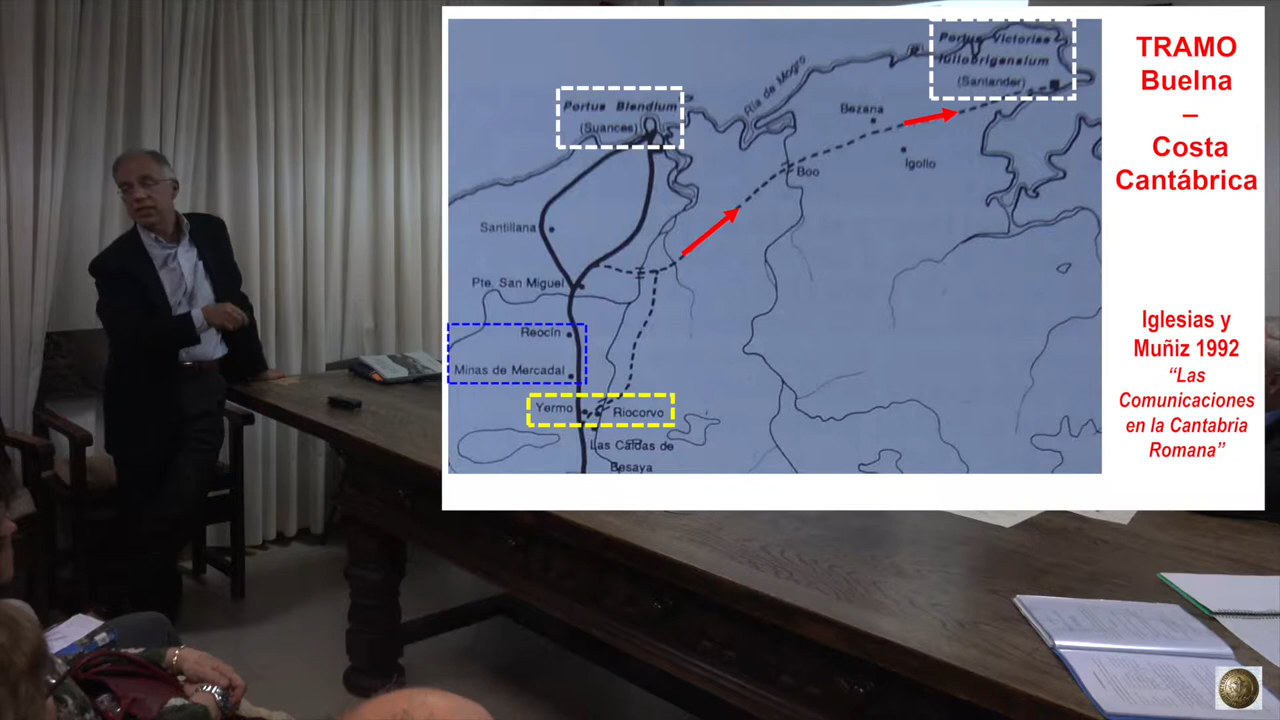 Portus Victoriae
Iuliobrigensium
(Santander)
Portus Blendium
(Suances)
Ría de Mogro
Bezana
Igollo
Boo
Santillana
Pte. San Miguel
Reocín
Minas de Mercadal
Yermo
Riocorvo
Las Caldas de
Besaya
TRAMO
Buelna
–
Costa
Cantábrica
Iglesias y
Muñiz 1992
“Las
Comunicaciones
en la Cantabria
Romana”